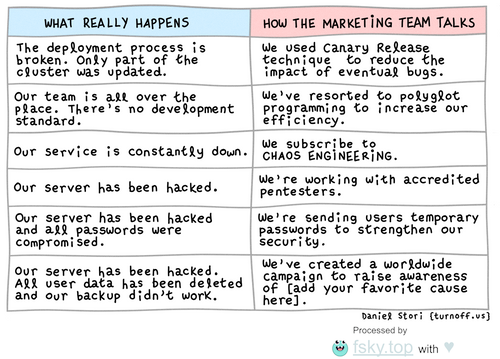 WHAT REALLY HAPPENS
HOW THE MARKETING TEAM TALKS
The deployment process is
broken. Only part of the
cluster was updated.
We used Canary Release
technique to reduce the
impact of eventual bugs.
Our team is all over the
place. There's no development
standard.
We've resorted to polyglot
programming to increase our
efficiency.
Our service is constantly down.
We subscribe to
CHAOS ENGINEERING.
Our server has been hacked.
We're working with accredited
pentesters.
Our server has been hacked
and all passwords were
compromised.
We're sending users temporary
passwords to strengthen our
security.
Our server has been hacked.
All user data has been deleted
and our backup didn't work.
We've created a worldwide
campaign to raise awareness
of [add your favorite cause
here].
Daniel Stori {turnoff.us}
Processed by
fsky.top with ♥